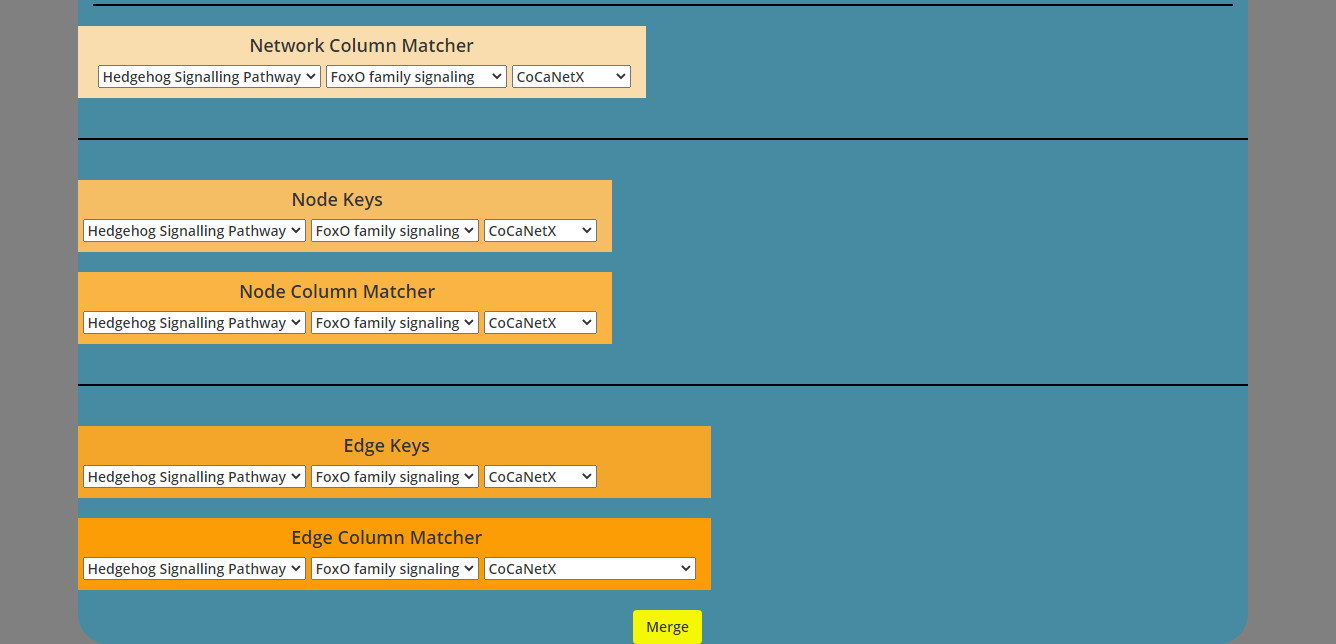 Network Column Matcher
Hedgehog Signalling Pathway FoxO family signaling CoCaNetX
Node Keys
Hedgehog Signalling Pathway FoxO family signaling CoCaNetX
Node Column Matcher
Hedgehog Signalling Pathway FoxO family signaling CoCaNetX
Edge Keys
Hedgehog Signalling Pathway FoxO family signaling CoCaNetX
Edge Column Matcher
Hedgehog Signalling Pathway FoxO family signaling CoCaNetX
Merge